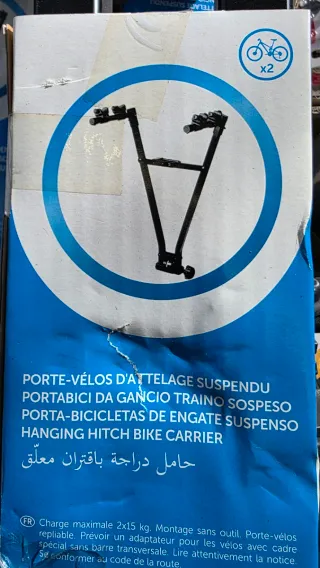 x2
PORTE-VÉLOS D'ATTELAGE SUSPENDU
PORTABICI DA GANCIO TRAINO SOSPESO
PORTA-BICICLETAS DE ENGATE SUSPENSO
HANGING HITCH BIKE CARRIER
حامل دراجة باقتران معلّق
FR Charge maximale 2x15 kg. Montage sans outil. Porte-vélos
repliable. Prévoir un adaptateur pour les vélos avec cadre
spécial sans barre transversale. Lire attentivement la notice.
Se conformer au code de la route.